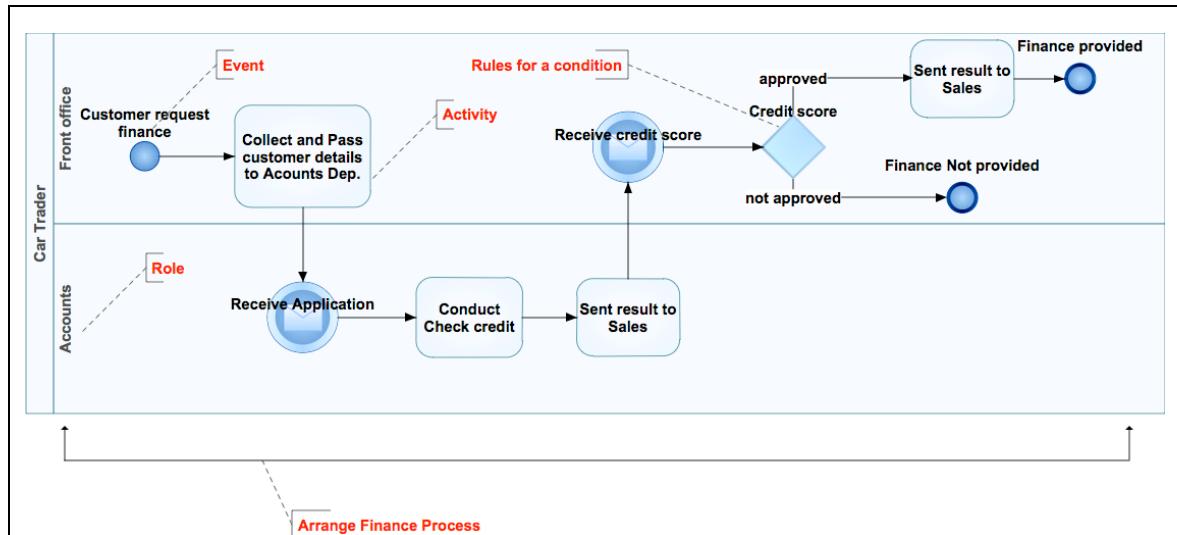 Car Trader
Front office
Accounts
Event
Customer request
finance
Collect and Pass
customer details
to Acounts Dep.
Activity
Rules for a condition
Receive credit score
approved
Credit score
not approved
Sent result to
Sales
Finance provided
Finance Not provided
Role
Receive Application
Conduct
Check credit
Sent result to
Sales
Arrange Finance Process